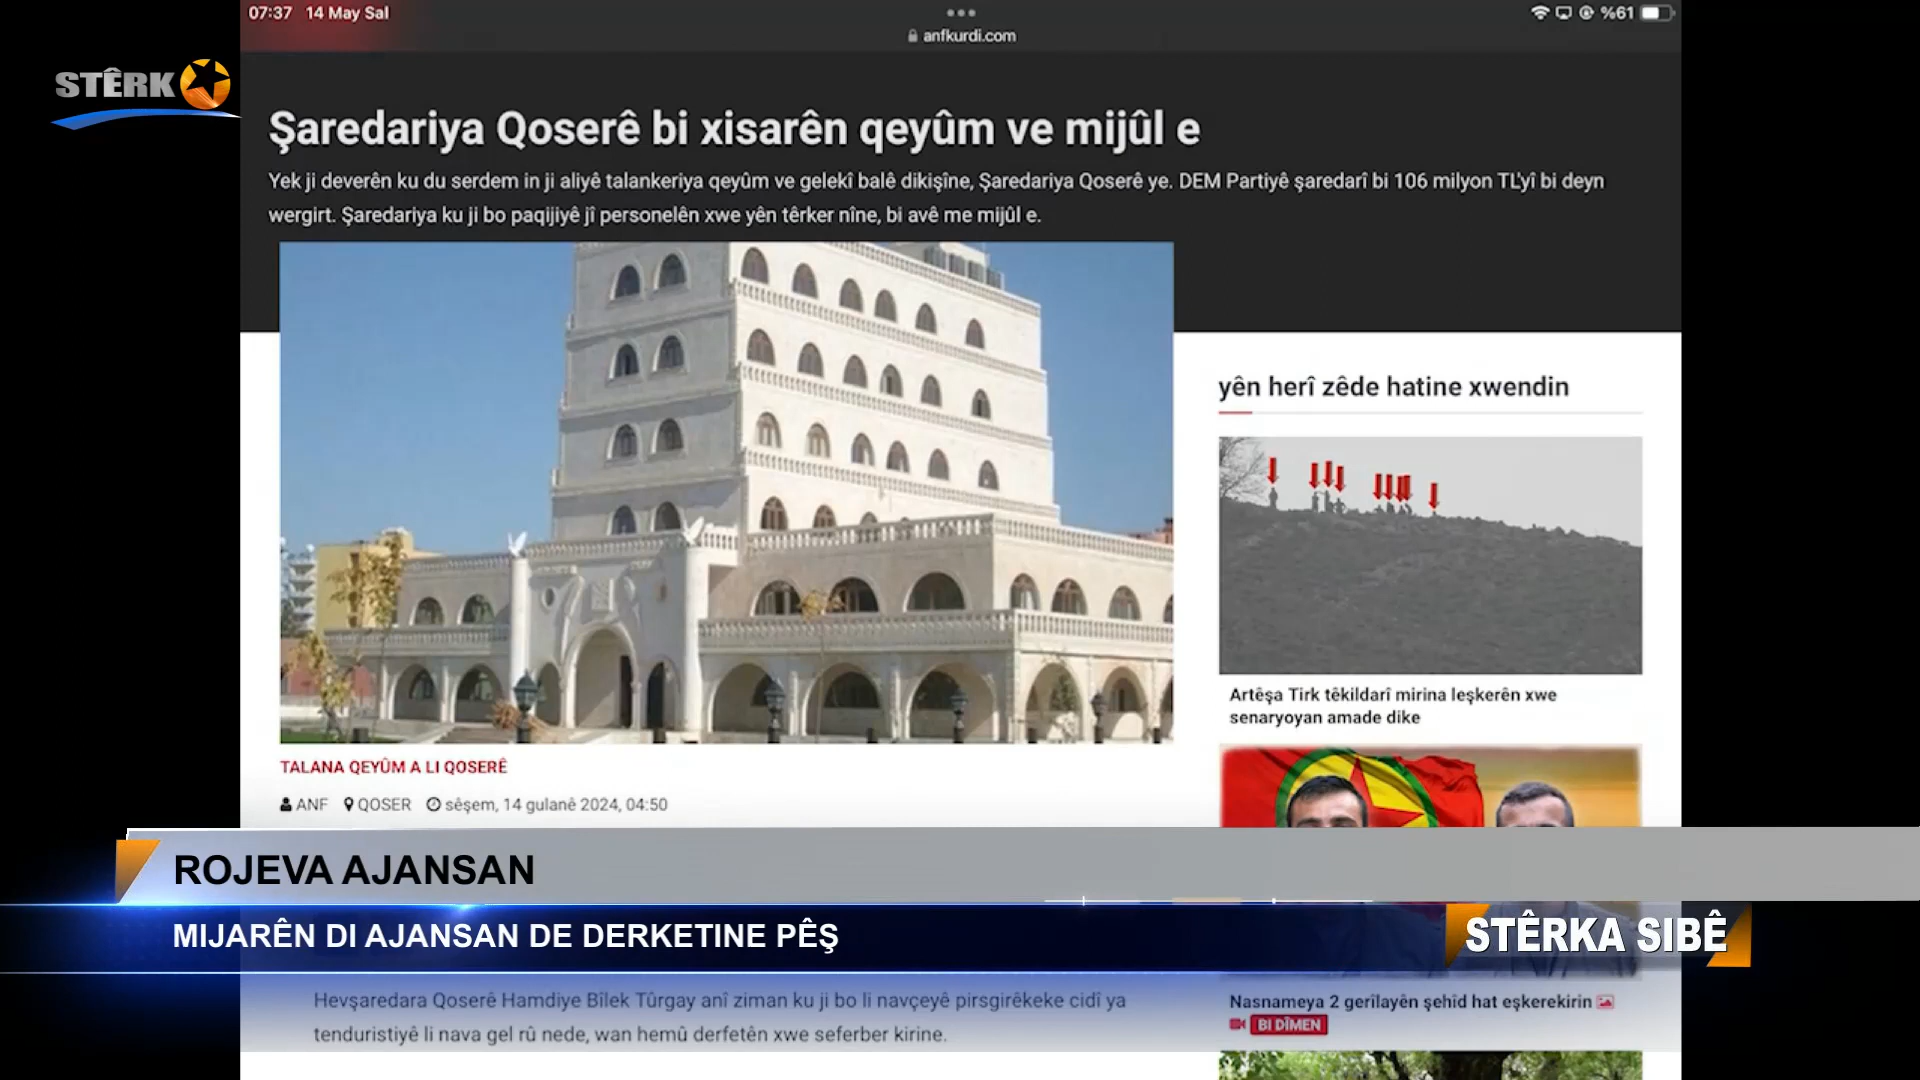 07:37 14 May Sal
%61
anfkurdi.com
STÊRK
Şaredariya Qoserê bi xisarên qeyûm ve mijûl e
Yek ji deverên ku du serdem in ji aliyê talankeriya qeyûm ve gelekî balê dikişîne, Şaredariya Qoserê ye. DEM Partiyê şaredarî bi 106 milyon TL'yî bi deyn
wergirt. Şaredariya ku ji bo paqijiyê jî personelên xwe yên têrker nîne, bi avê me mijûl e.
yên herî zêde hatine xwendin
Artêşa Tirk têkildarî mirina leşkerên xwe
senaryoyan amade dike
TALANA QEYÛM A LI QOSERÊ
ANF QOSER sêşem, 14 gulanê 2024, 04:50
ROJEVA AJANSAN
MIJARÊN DI AJANSAN DE DERKETINE PÊŞ
STÊRKA SIBÊ
Hevşaredara Qoserê Hamdiye Bîlek Tûrgay anî ziman ku ji bo li navçeyê pirsgirêkeke cidî ya
tenduristiyê li nava gel rû nede, wan hemû derfetên xwe seferber kirine.
Nasnameya 2 gerîlayên şehîd hat eşkerekirin
BI DÎMEN